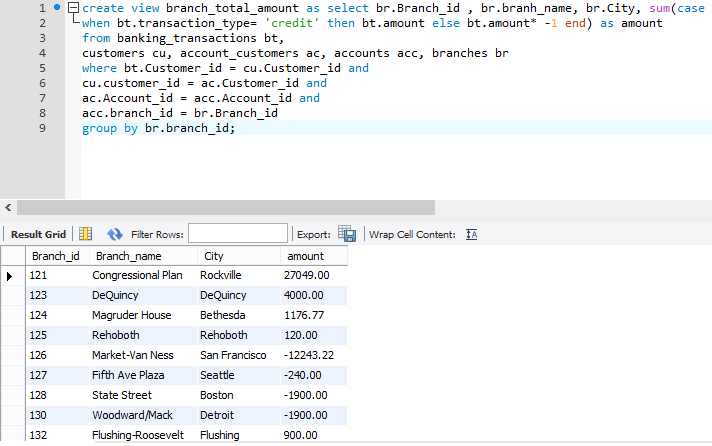 1 create view branch_total_amount as select br.Branch_id , br.branh_name, br.City, sum(case
2 when bt.transaction_type= 'credit' then bt.amount else bt.amount* -1 end) as amount
3 from banking_transactions bt,
4 customers cu, account_customers ac, accounts acc, branches br
5 where bt.Customer_id = cu.Customer_id and
6 cu.customer_id = ac.Customer_id and
7 ac.Account_id = acc.Account_id and
8 acc.branch_id = br.Branch_id
9 group by br.branch_id;
Result Grid Filter Rows: Export: Wrap Cell Content:
Branch_id Branch_name City amount
121 Congressional Plan Rockville 27049.00
123 DeQuincy DeQuincy 4000.00
124 Magruder House Bethesda 1176.77
125 Rehoboth Rehoboth 120.00
126 Market-Van Ness San Francisco -12243.22
127 Fifth Ave Plaza Seattle -240.00
128 State Street Boston -1900.00
130 Woodward/Mack Detroit -1900.00
132 Flushing-Roosevelt Flushing 900.00